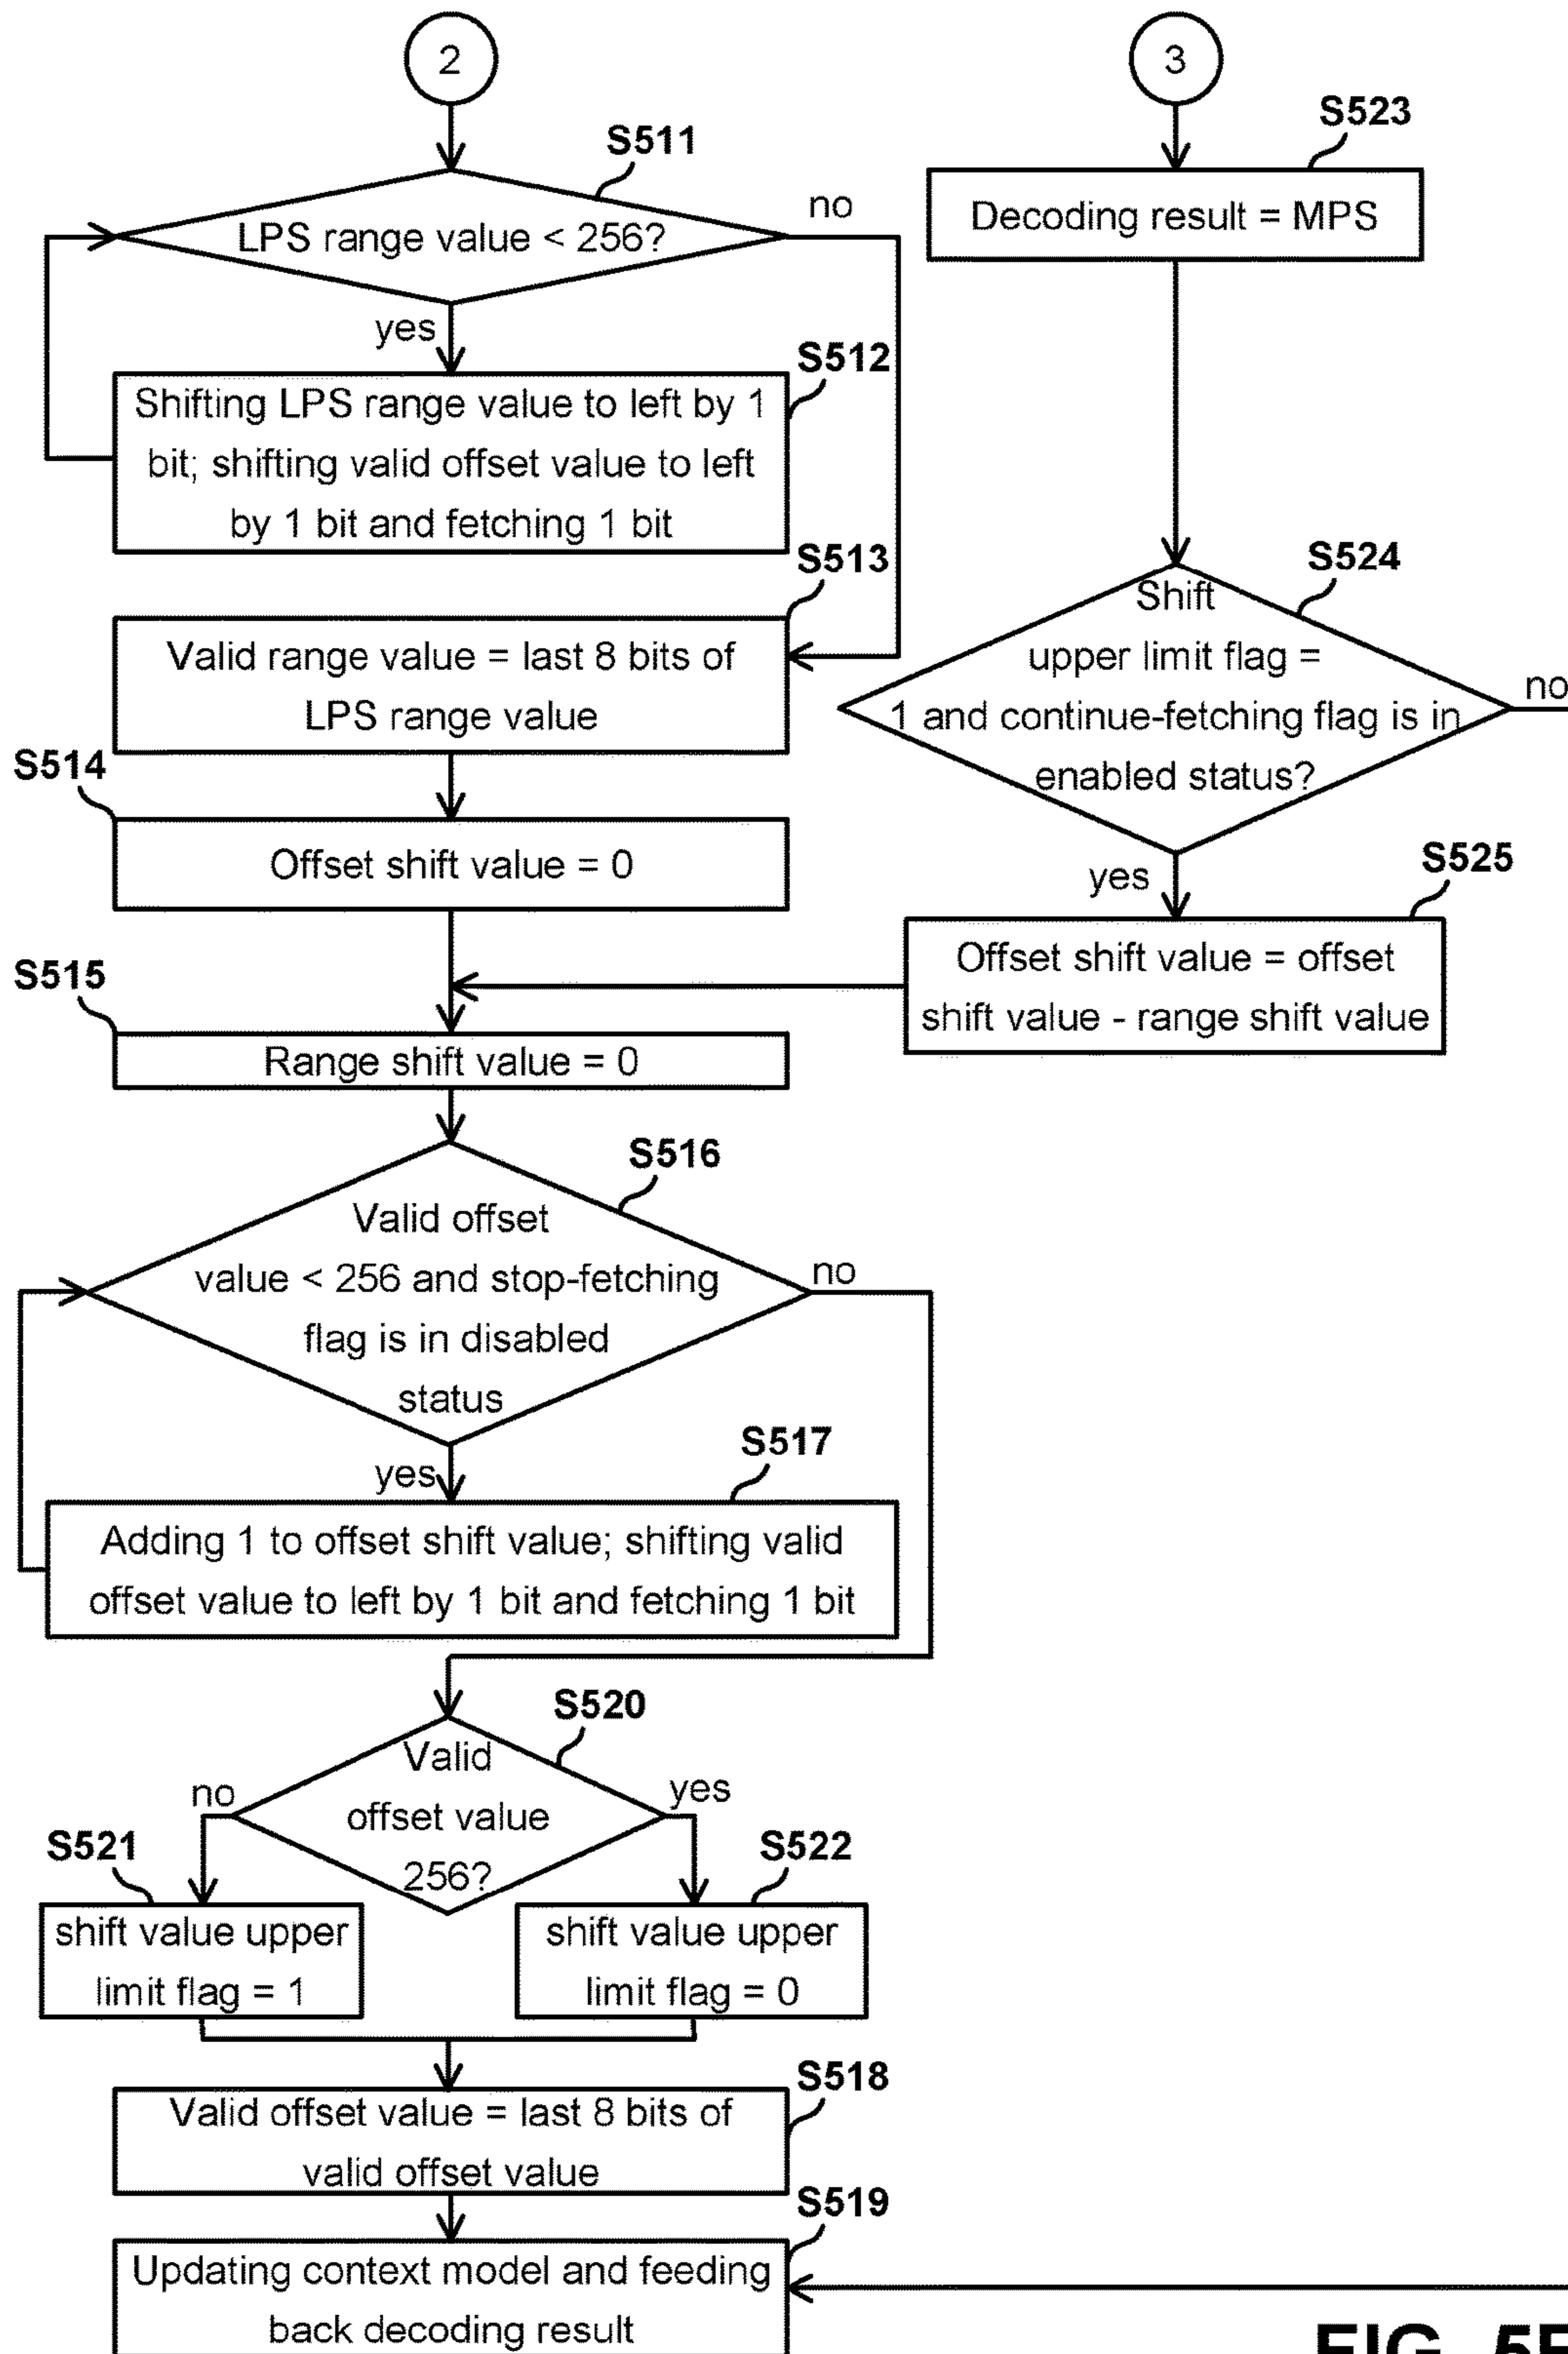 2
S511
LPS range value < 256?
no
yes
S512
Shifting LPS range value to left by 1
bit; shifting valid offset value to left
by 1 bit and fetching 1 bit
S513
Valid range value = last 8 bits of
LPS range value
S514
Offset shift value = 0
S515
Range shift value = 0
S516
Valid offset
value < 256 and stop-fetching
flag is in disabled
status
no
yes
S517
Adding 1 to offset shift value; shifting valid
offset value to left by 1 bit and fetching 1 bit
S520
Valid
offset value
256?
no
yes
S521
shift value upper
limit flag = 1
S522
shift value upper
limit flag = 0
S518
Valid offset value = last 8 bits of
valid offset value
S519
Updating context model and feeding
back decoding result
3
S523
Decoding result = MPS
S524
Shift
upper limit flag =
1 and continue-fetching flag is in
enabled status?
no
yes
S525
Offset shift value = offset
shift value - range shift value
FIG.